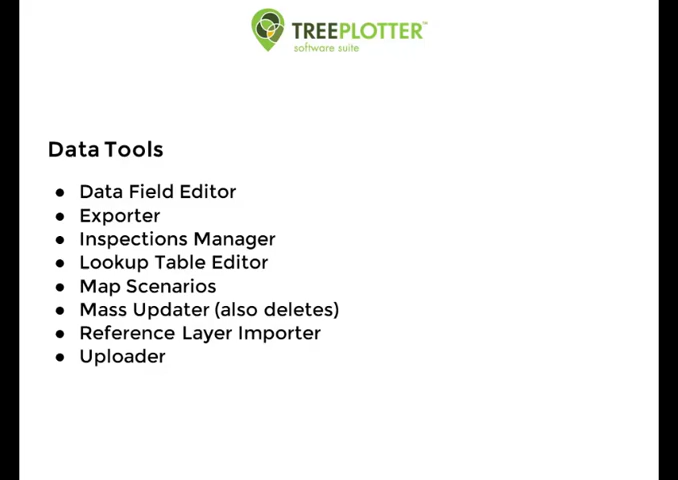 TREEPLOTTER™
software suite
Data Tools
● Data Field Editor
● Exporter
● Inspections Manager
● Lookup Table Editor
● Map Scenarios
● Mass Updater (also deletes)
● Reference Layer Importer
● Uploader